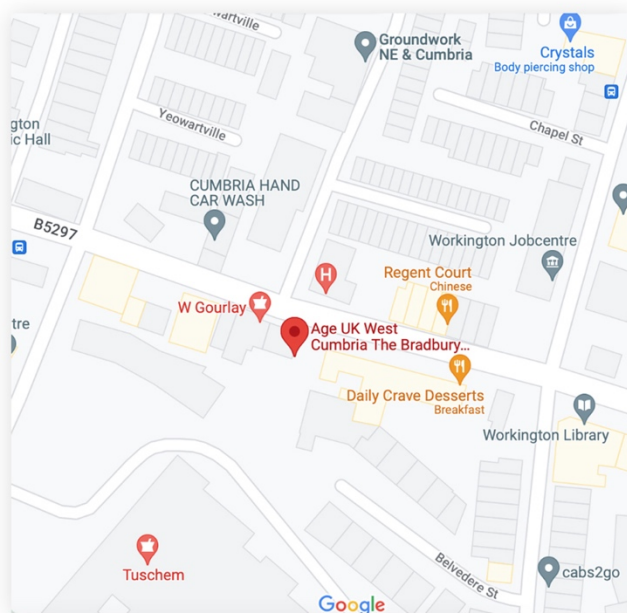 owartville
Groundwork
NE & Cumbria
Crystals
Body piercing shop
Yeowartville
gton
ic Hall
Chapel St
CUMBRIA HAND
CAR WASH
B5297
Workington Jobcentre
Regent Court
Chinese
H
W Gourlay
Age UK West
Cumbria The Bradbury...
tre
Daily Crave Desserts
Breakfast
Workington Library
Belvedere St
Tuschem
cabs2go
Google